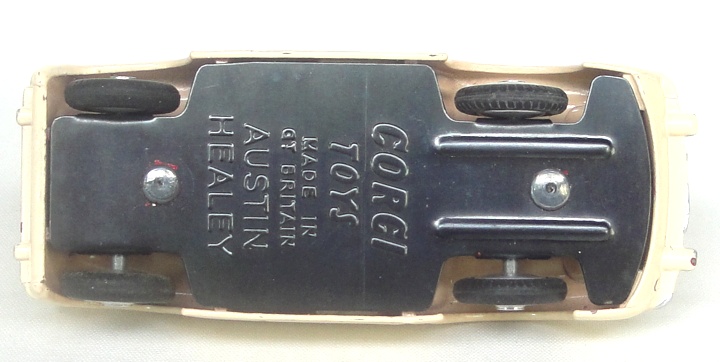 CORGI
TOYS
MADE IN
GT BRITAIN
AUSTIN
HEALEY